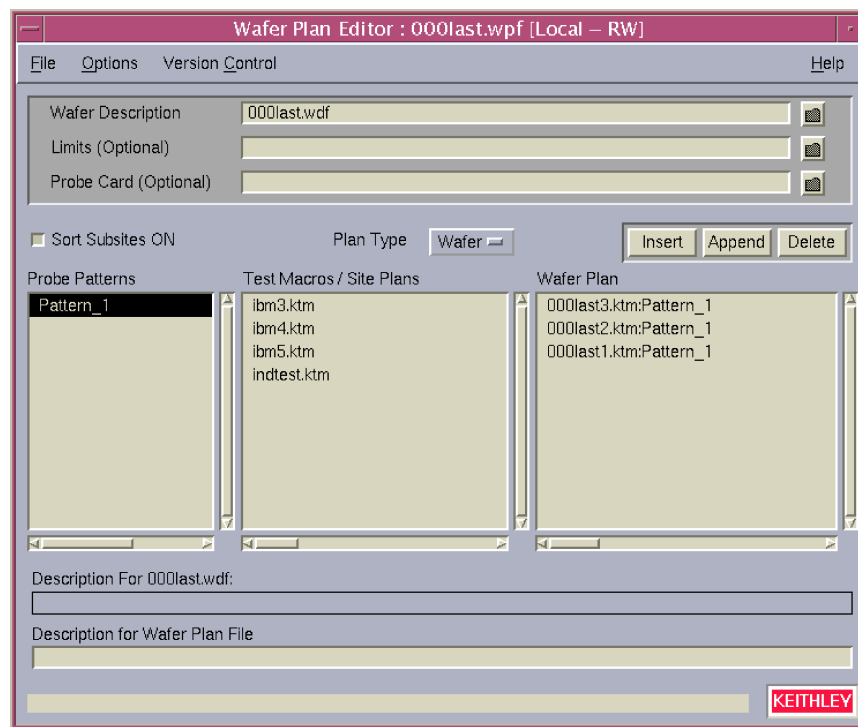 Wafer Plan Editor : 000last.wpf [Local – RW]
File Options Version Control Help
Wafer Description 000last.wdf
Limits (Optional)
Probe Card (Optional)
Sort Subsites ON Plan Type Wafer Insert Append Delete
Probe Patterns Test Macros / Site Plans Wafer Plan
Pattern_1 ibm3.ktm 000last3.ktm:Pattern_1
ibm4.ktm 000last2.ktm:Pattern_1
ibm5.ktm 000last1.ktm:Pattern_1
indtest.ktm
Description For 000last.wdf:
Description for Wafer Plan File
KEITHLEY